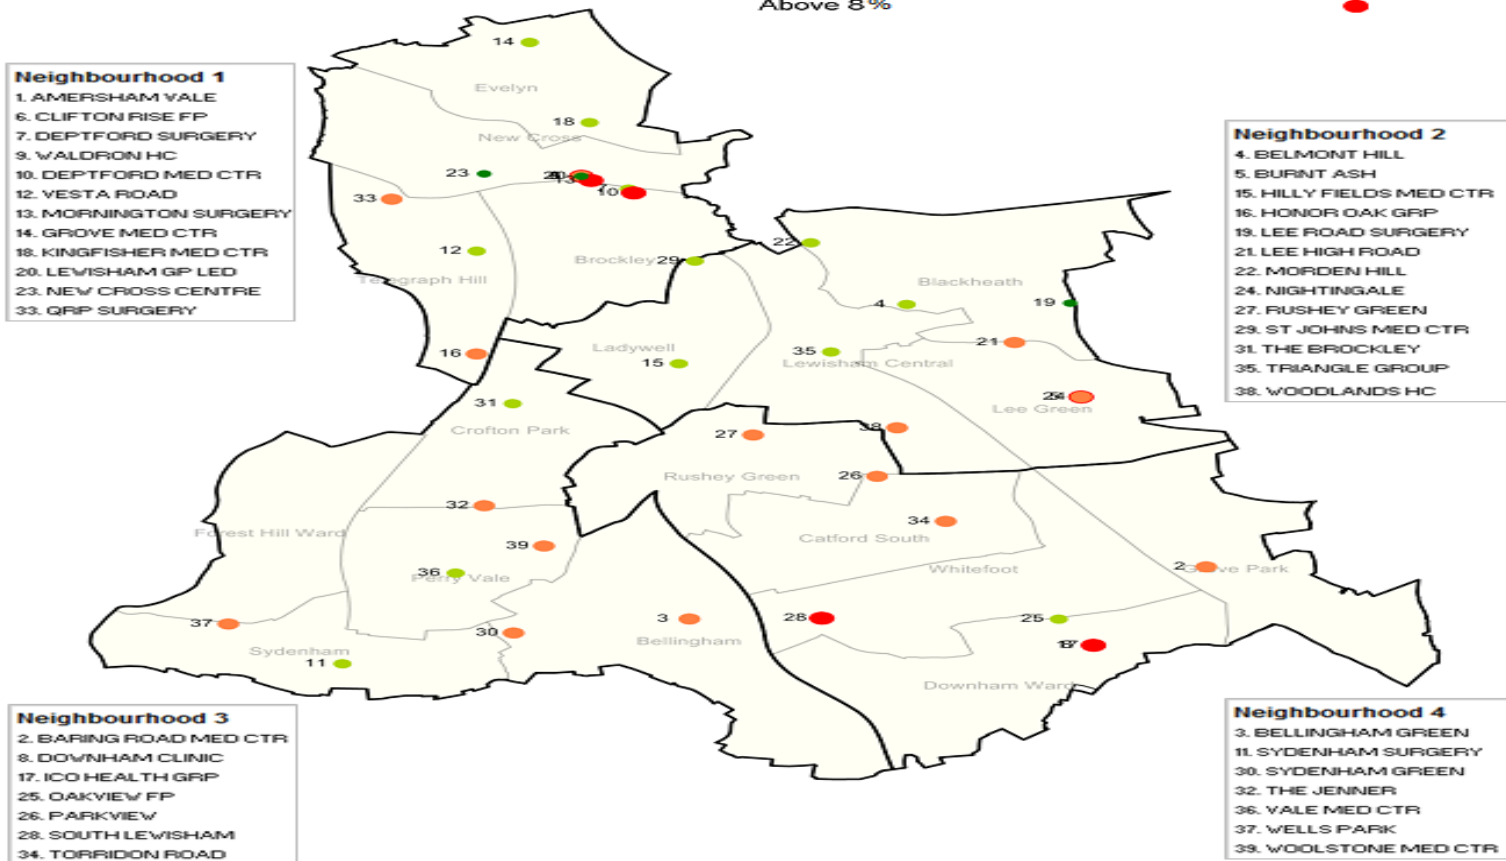 Above 8%
Neighbourhood 1
1. AMERSHAM VALE
6. CLIFTON RISE FP
7. DEPTFORD SURGERY
9. WALDRON HC
10. DEPTFORD MED CTR
12. VESTA ROAD
13. MORNINGTON SURGERY
14. GROVE MED CTR
18. KINGFISHER MED CTR
20. LEWISHAM GP LED
23. NEW CROSS CENTRE
33. QRP SURGERY
Neighbourhood 2
4. BELMONT HILL
5. BURNT ASH
15. HILLY FIELDS MED CTR
16. HONOR OAK GRP
19. LEE ROAD SURGERY
21. LEE HIGH ROAD
22. MORDEN HILL
24. NIGHTINGALE
27. RUSHEY GREEN
29. ST JOHNS MED CTR
31. THE BROCKLEY
35. TRIANGLE GROUP
38. WOODLANDS HC
14
Evelyn
18
New Cross
23
13
10
33
12
Brockley
29
22
Telegraph Hill
Blackheath
4
19
16
Ladywell
15
35
Lewisham Central
21
Lee Green
31
Crofton Park
27
38
Rushey Green
26
32
34
Forest Hill Ward
Catford South
39
36
Perry Vale
Whitefoot
2
Grove Park
37
30
3
Bellingham
28
25
17
Sydenham
11
Downham Ward
Neighbourhood 3
2. BARING ROAD MED CTR
8. DOWNHAM CLINIC
17. ICO HEALTH GRP
25. OAKVIEW FP
26. PARKVIEW
28. SOUTH LEWISHAM
34. TORRIDON ROAD
Neighbourhood 4
3. BELLINGHAM GREEN
11. SYDENHAM SURGERY
30. SYDENHAM GREEN
32. THE JENNER
36. VALE MED CTR
37. WELLS PARK
39. WOOLSTONE MED CTR